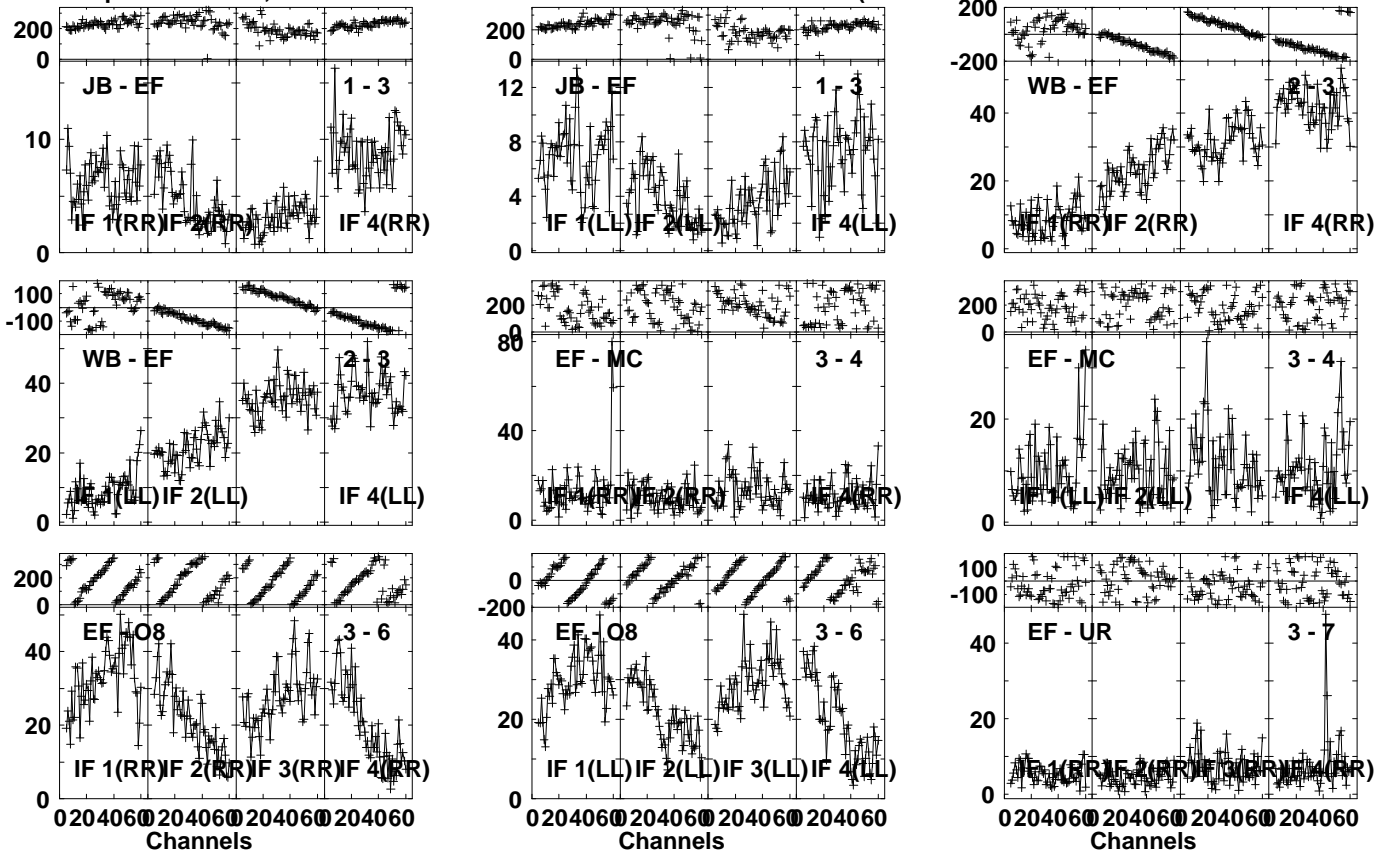 200
0
JB - EF 1 - 3
10
0
IF 1(RR) IF 2(RR) IF 4(RR)
200
0
JB - EF 1 - 3
12
8
4
0
IF 1(LL) IF 2(LL) IF 4(LL)
200
-200
WB - EF 2 - 3
40
20
0
IF 1(RR) IF 2(RR) IF 4(RR)
100
-100
WB - EF 2 - 3
40
20
0
IF 1(LL) IF 2(LL) IF 4(LL)
200
0
80
EF - MC 3 - 4
40
0
IF 1(RR) IF 2(RR) IF 4(RR)
200
0
EF - MC 3 - 4
20
0
IF 1(LL) IF 2(LL) IF 4(LL)
200
0
EF - O8 3 - 6
40
20
0
IF 1(RR) IF 2(RR) IF 3(RR) IF 4(RR)
0 20 40 60 0 20 40 60 0 20 40 60 0 20 40 60
Channels
0
-200
EF - O8 3 - 6
40
20
0
IF 1(LL) IF 2(LL) IF 3(LL) IF 4(LL)
0 20 40 60 0 20 40 60 0 20 40 60 0 20 40 60
Channels
100
-100
EF - UR 3 - 7
40
20
0
IF 1(RR) IF 2(RR) IF 3(RR) IF 4(RR)
0 20 40 60 0 20 40 60 0 20 40 60 0 20 40 60
Channels